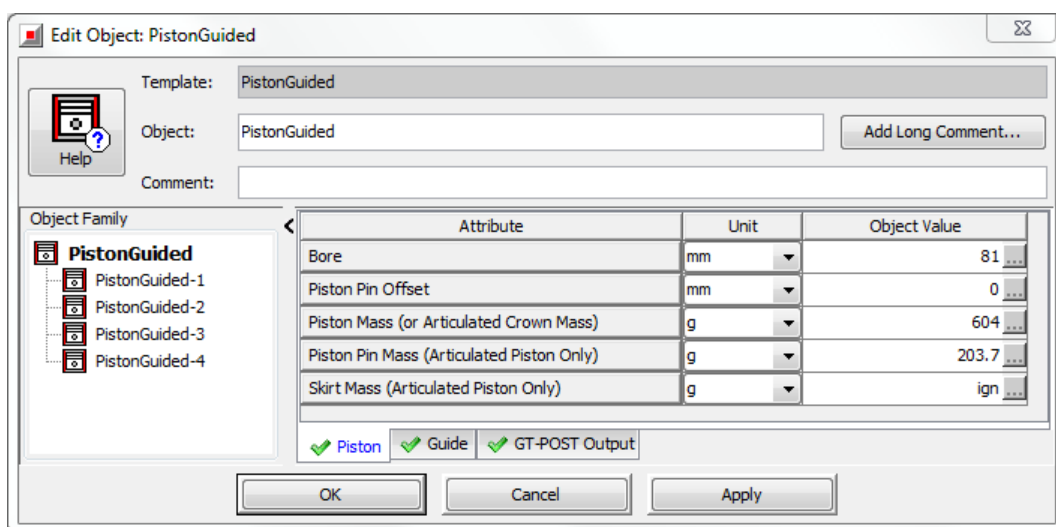 Edit Object: PistonGuided
Template: PistonGuided
Object: PistonGuided Add Long Comment...
Help
Comment:
Object Family
PistonGuided
PistonGuided-1
PistonGuided-2
PistonGuided-3
PistonGuided-4
Attribute Unit Object Value
Bore mm 81 ...
Piston Pin Offset mm 0 ...
Piston Mass (or Articulated Crown Mass) g 604 ...
Piston Pin Mass (Articulated Piston Only) g 203.7 ...
Skirt Mass (Articulated Piston Only) g ign ...
Piston Guide GT-POST Output
OK Cancel Apply